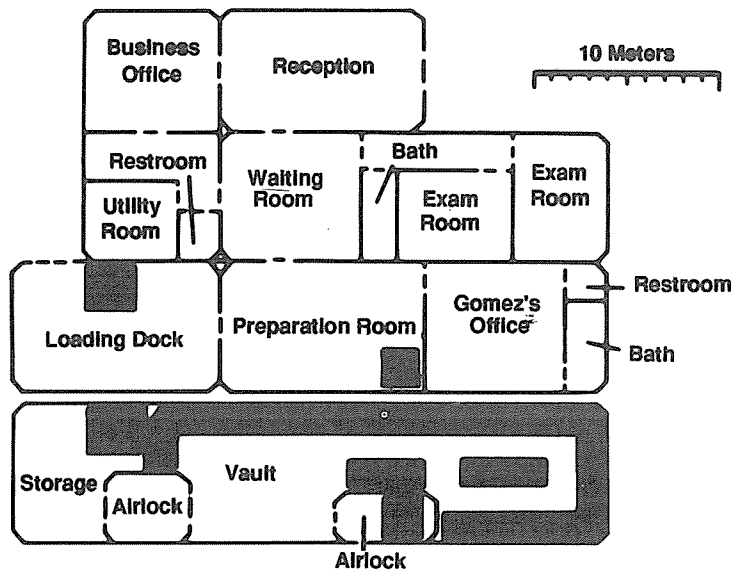 Business
Office
Reception
10 Meters
Restroom
Waiting
Room
Bath
Exam
Room
Exam
Room
Utility
Room
Loading Dock
Preparation Room
Gomez's
Office
Restroom
Bath
Storage
Airlock
Vault
Airlock